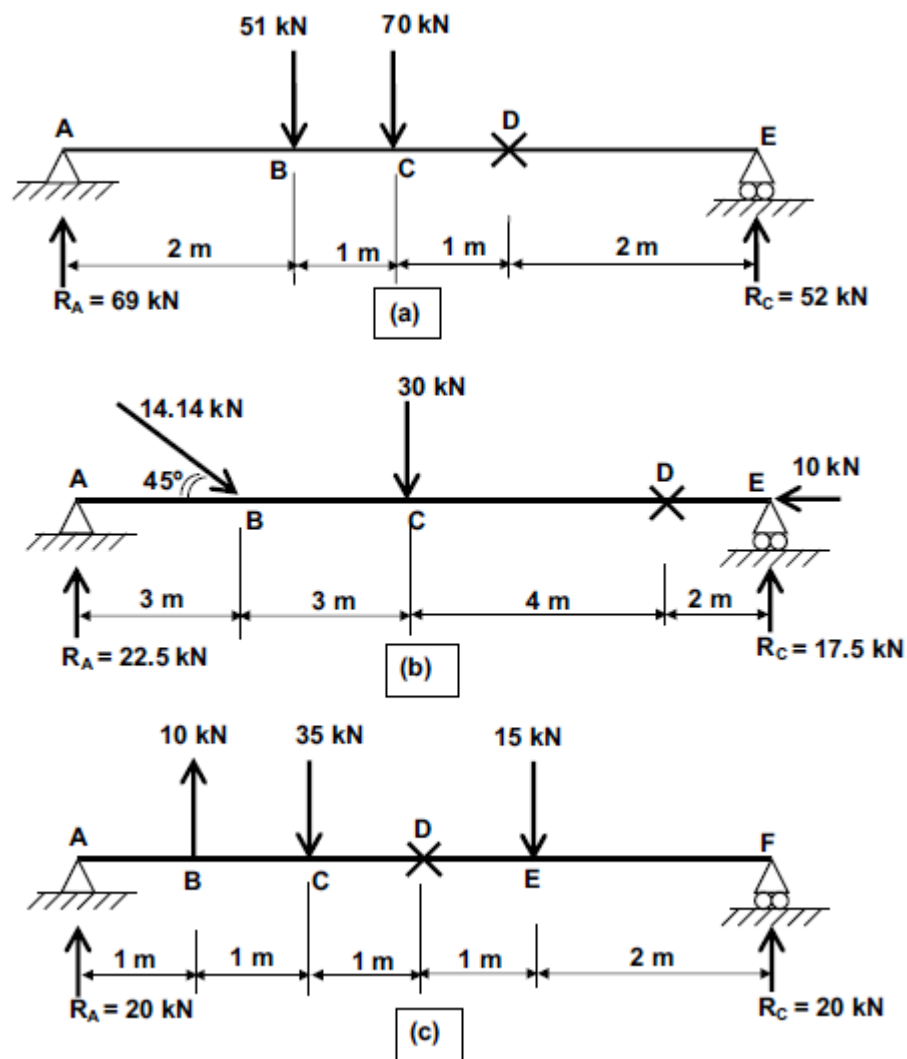 51 kN 70 kN
A D E
B C
2 m 1 m 1 m 2 m
R_A = 69 kN (a) R_C = 52 kN
30 kN
14.14 kN
A 45° D E 10 kN
B C
3 m 3 m 4 m 2 m
R_A = 22.5 kN (b) R_C = 17.5 kN
10 kN 35 kN 15 kN
A D F
B C E
1 m 1 m 1 m 1 m 2 m
R_A = 20 kN (c) R_C = 20 kN